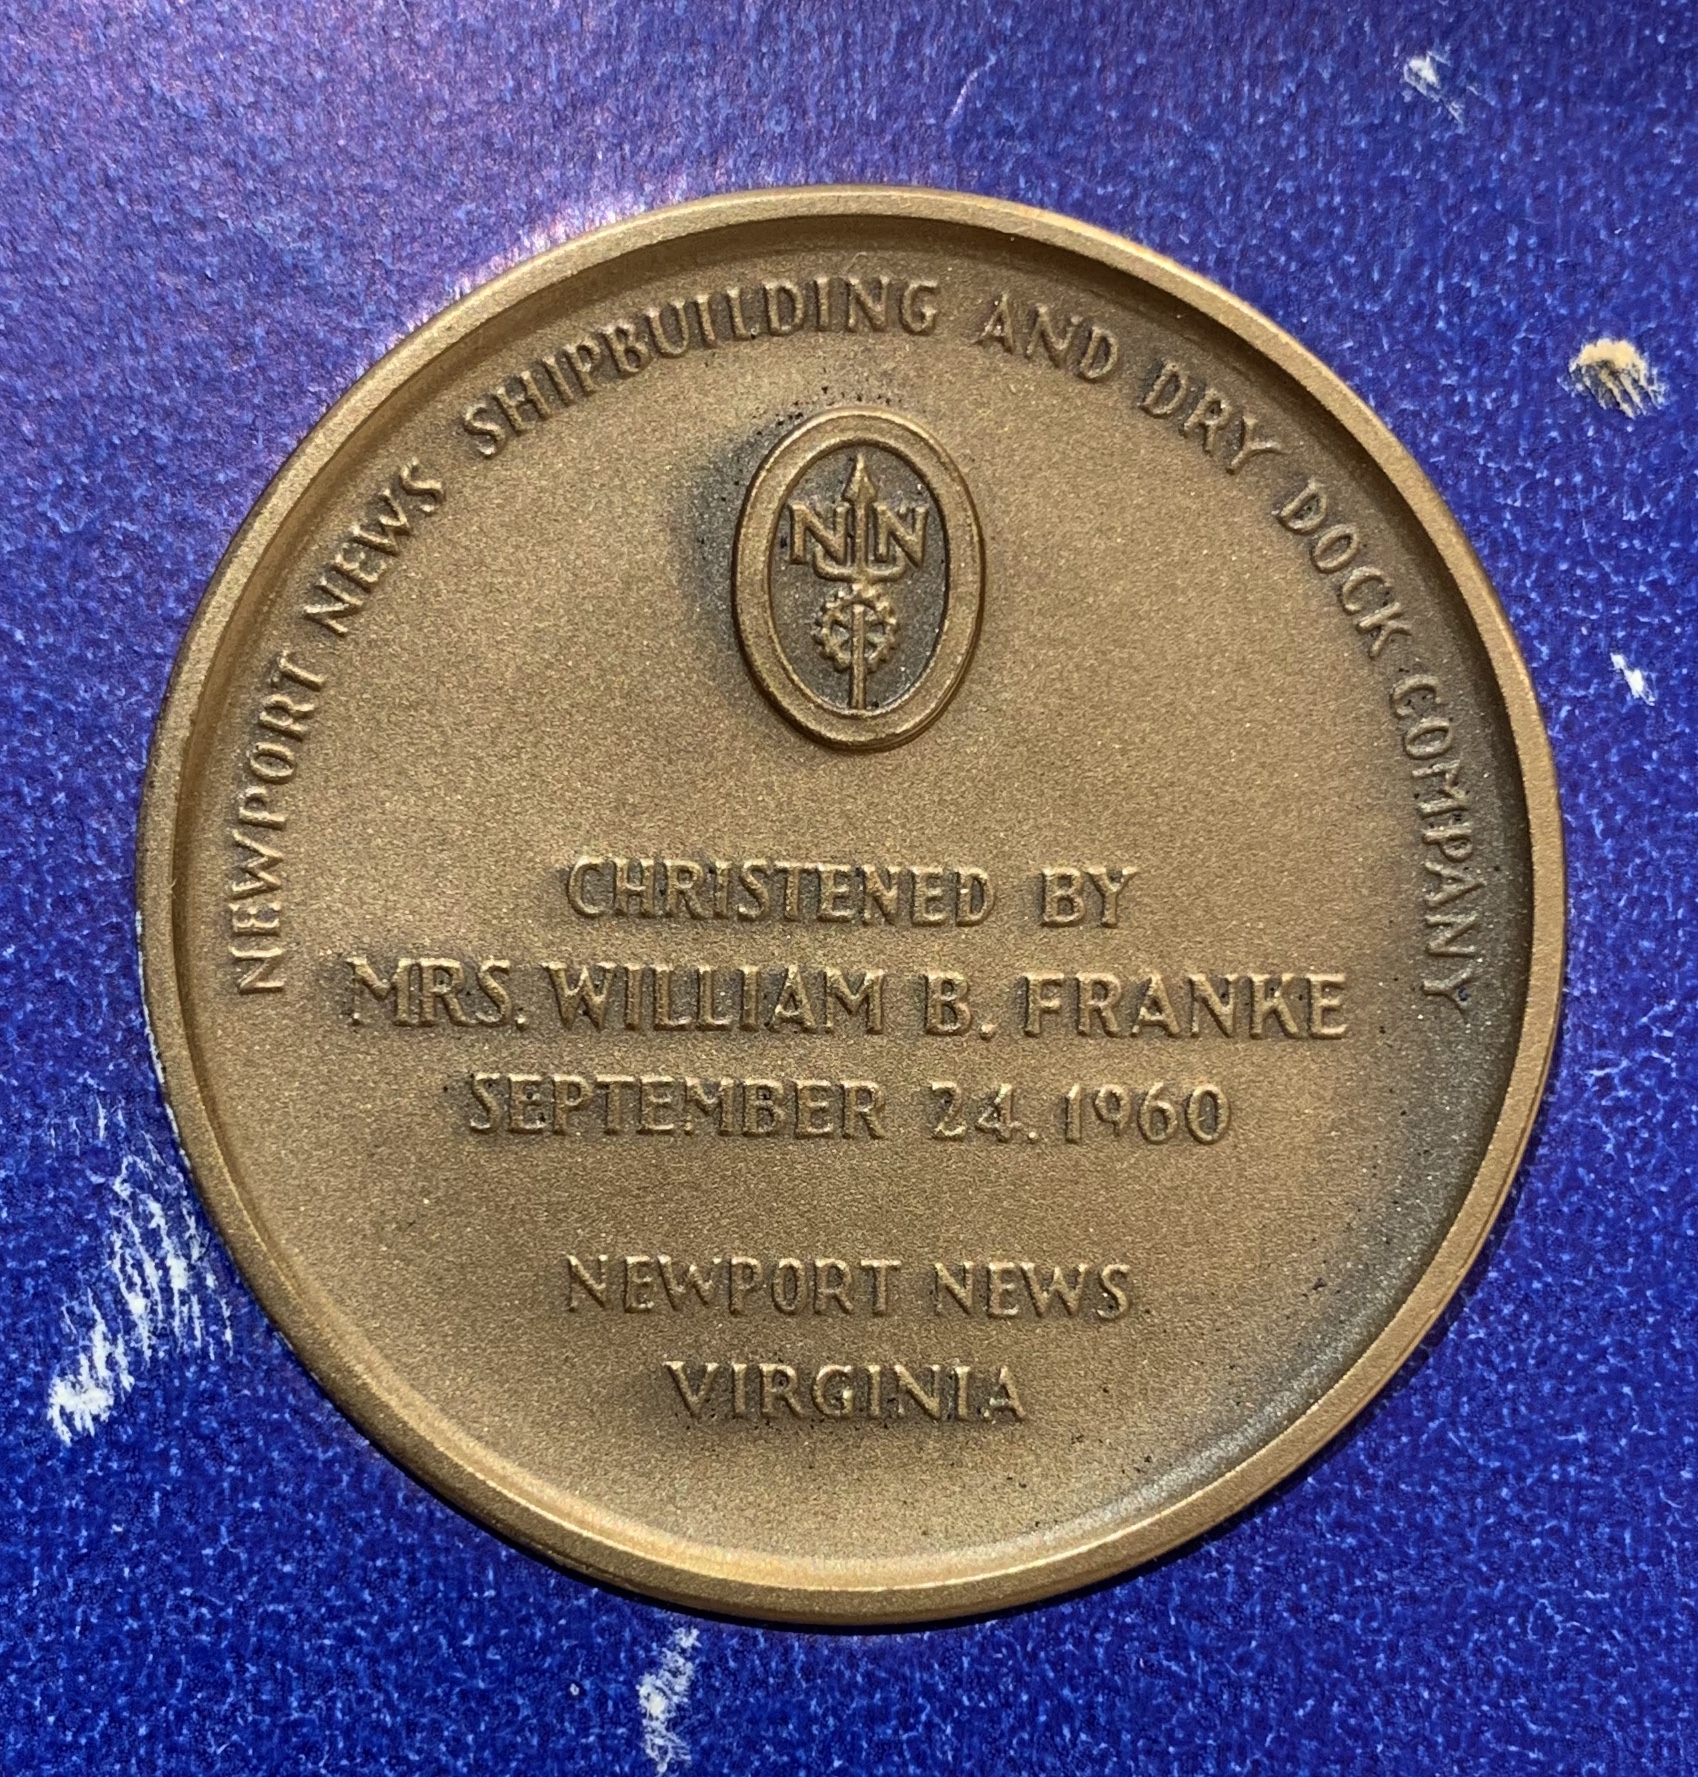 NEWPORT NEWS SHIPBUILDING AND DRY DOCK COMPANY
NN
CHRISTENED BY
MRS. WILLIAM B. FRANKE
SEPTEMBER 24. 1960
NEWPORT NEWS
VIRGINIA